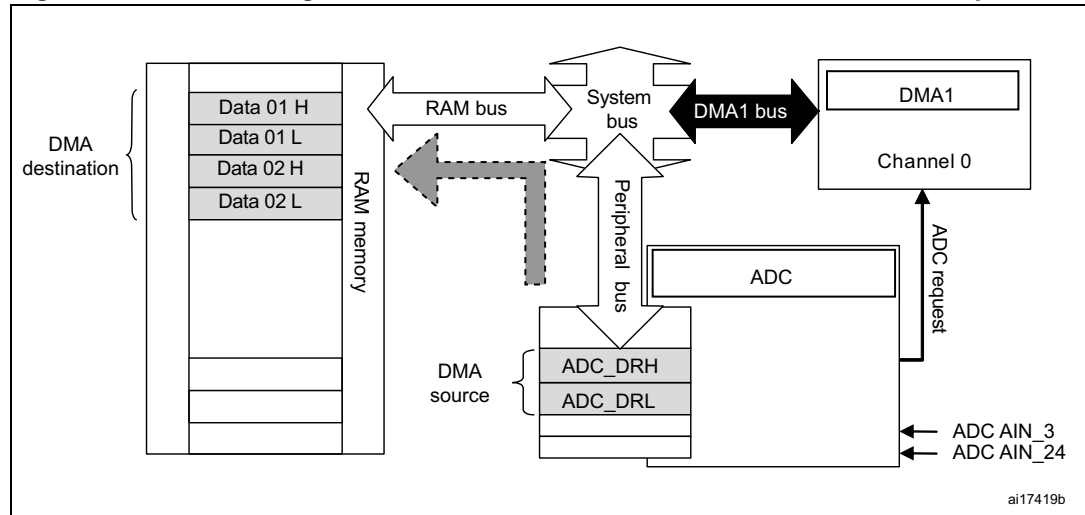 Data 01 H
Data 01 L
Data 02 H
Data 02 L
DMA
destination
RAM memory
RAM bus
System
bus
DMA1 bus
DMA1
Channel 0
Peripheral bus
ADC request
ADC
DMA
source
ADC_DRH
ADC_DRL
ADC AIN_3
ADC AIN_24
ai17419b